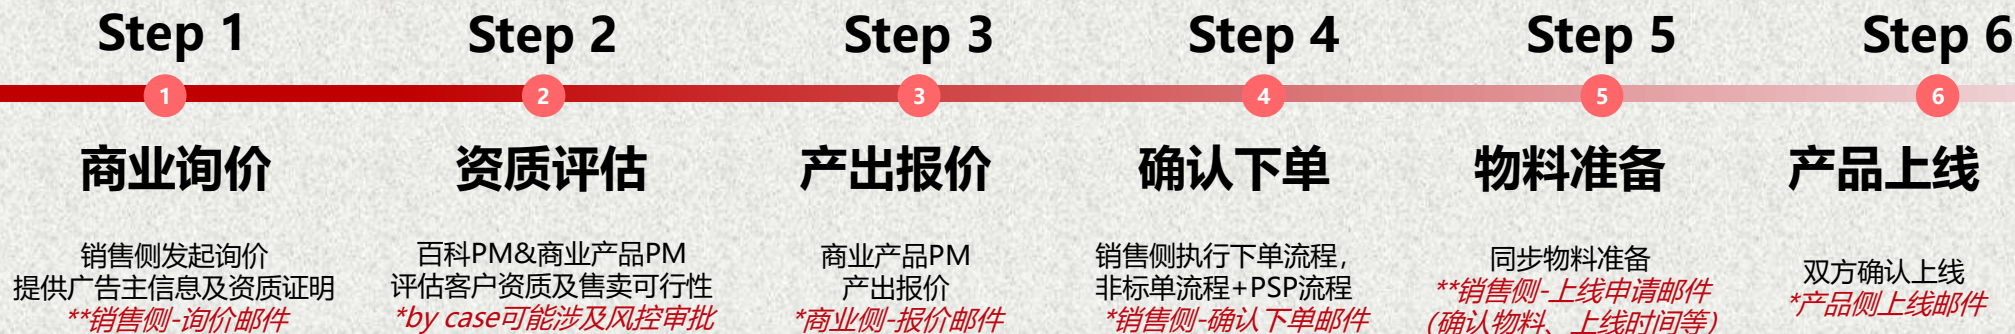 Step 1
1
商业询价
销售侧发起询价
提供广告主信息及资质证明
**销售侧-询价邮件
Step 2
2
资质评估
百科PM&商业产品PM
评估客户资质及售卖可行性
*by case可能涉及风控审批
Step 3
3
产出报价
商业产品PM
产出报价
*商业侧-报价邮件
Step 4
4
确认下单
销售侧执行下单流程,
非标单流程+PSP流程
*销售侧-确认下单邮件
Step 5
5
物料准备
同步物料准备
**销售侧-上线申请邮件
（确认物料、上线时间等）
Step 6
6
产品上线
双方确认上线
*产品侧上线邮件